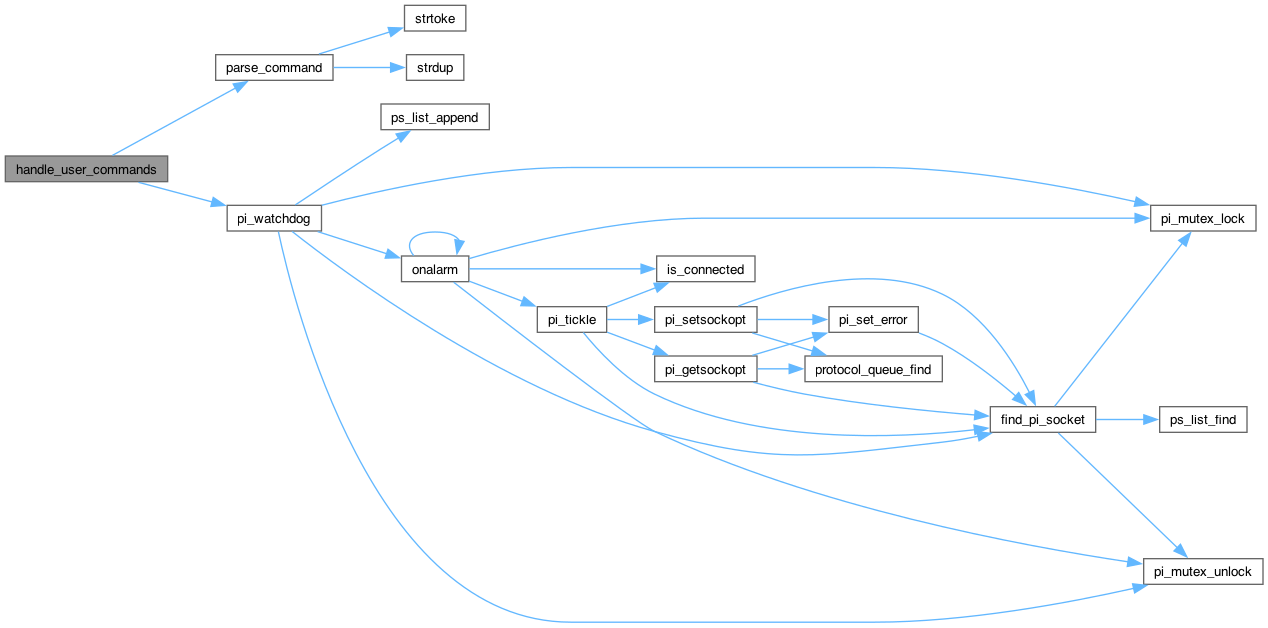 strtoke
parse_command
strdup
ps_list_append
handle_user_commands
pi_watchdog
pi_mutex_lock
onalarm
is_connected
pi_tickle
pi_setsockopt
pi_set_error
pi_getsockopt
protocol_queue_find
find_pi_socket
ps_list_find
pi_mutex_unlock